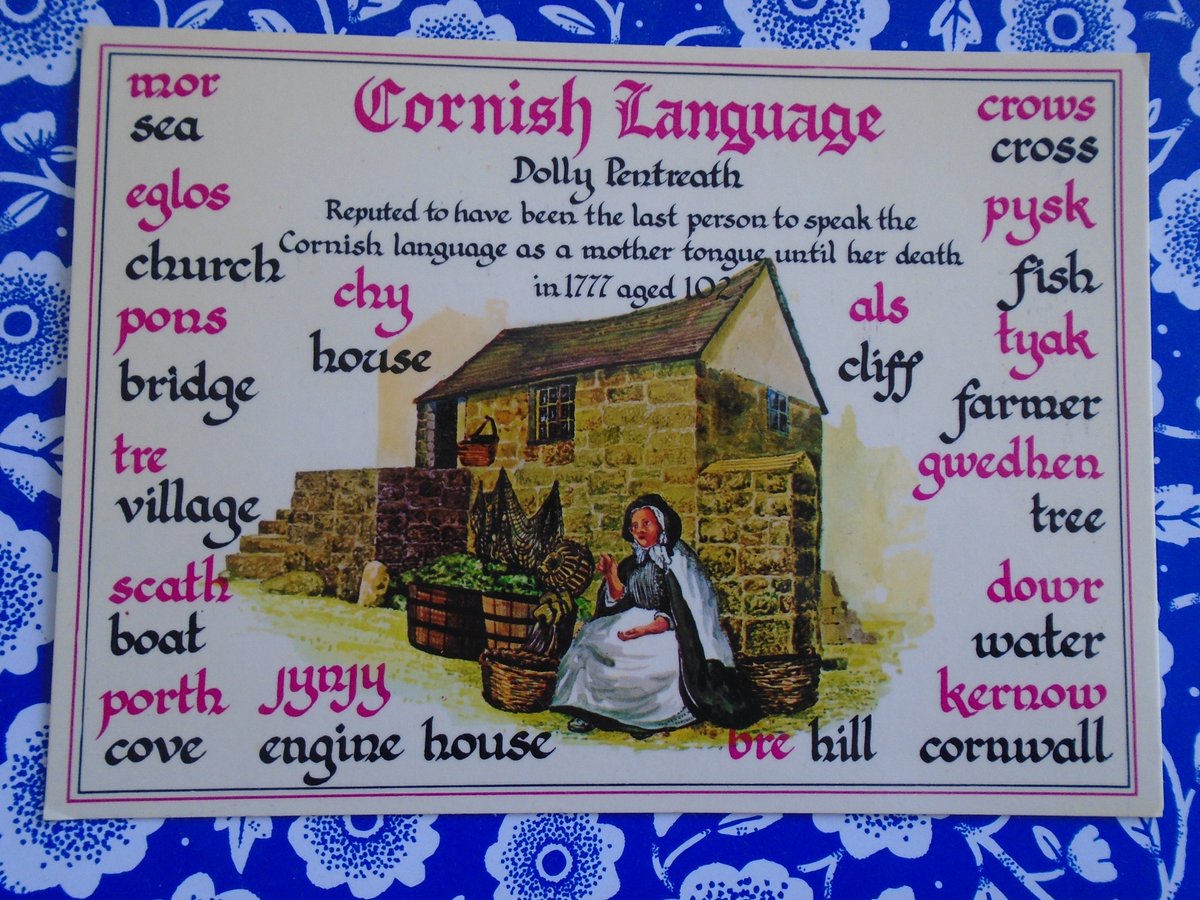 Cornish Language
Dolly Pentreath
Reputed to have been the last person to speak the
Cornish language as a mother tongue until her death
in 1777 aged 102
mor
sea
eglos
church
pons
bridge
tre
village
scath
boat
porth
cove
chy
house
jynjy
engine house
als
cliff
bre hill
crows
cross
pysk
fish
tyak
farmer
gwedhen
tree
dowr
water
kernow
cornwall